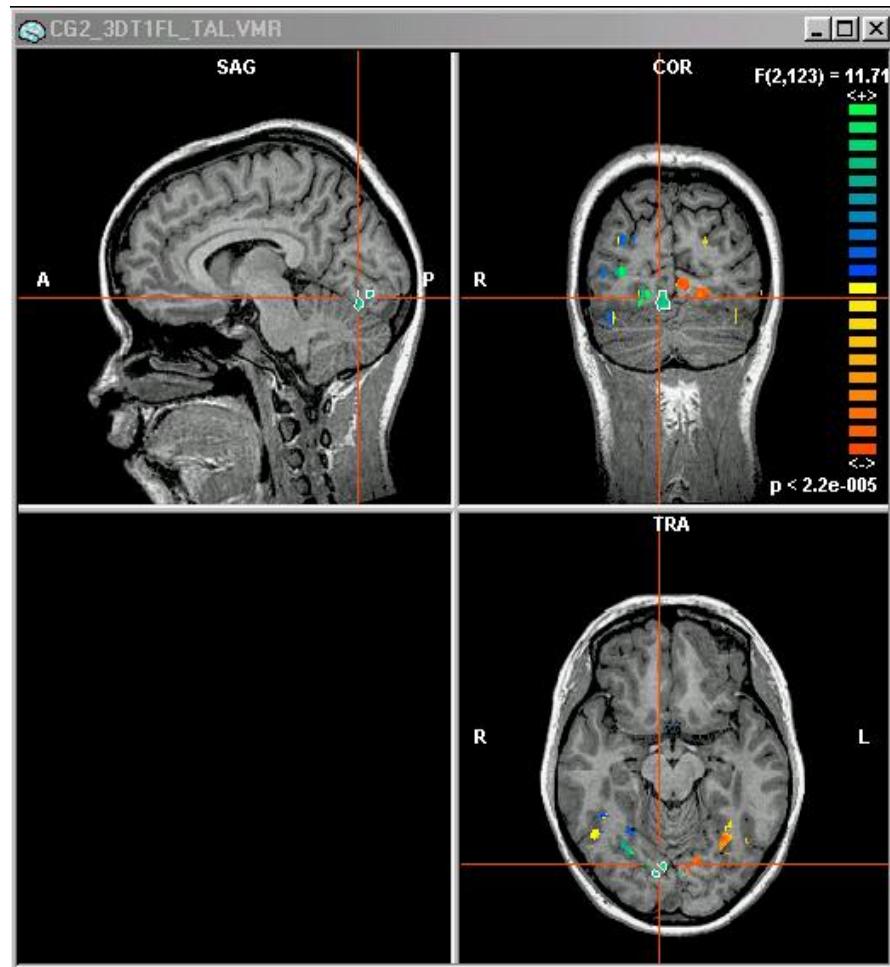 CG2_3DT1FL_TAL.VMR
SAG
A
P
COR
R
F(2,123) = 11.71
<+>
<->
p < 2.2e-005
TRA
R
L